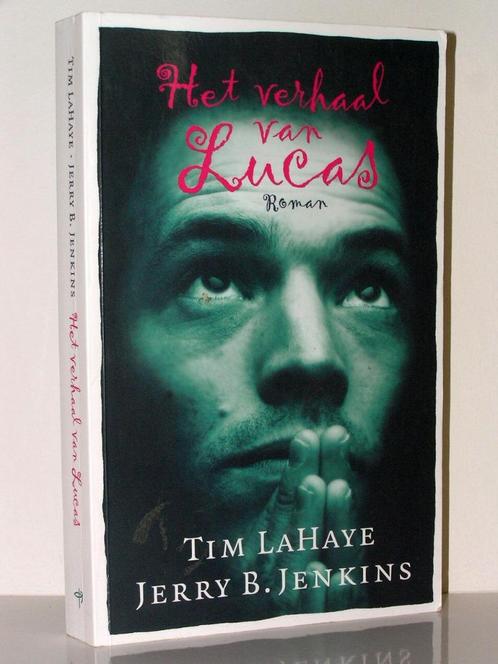 Het verhaal
van
Lucas
Roman
TIM LAHAYE
JERRY B. JENKINS
TIM LAHAYE · JERRY B. JENKINS Het verhaal van Lucas